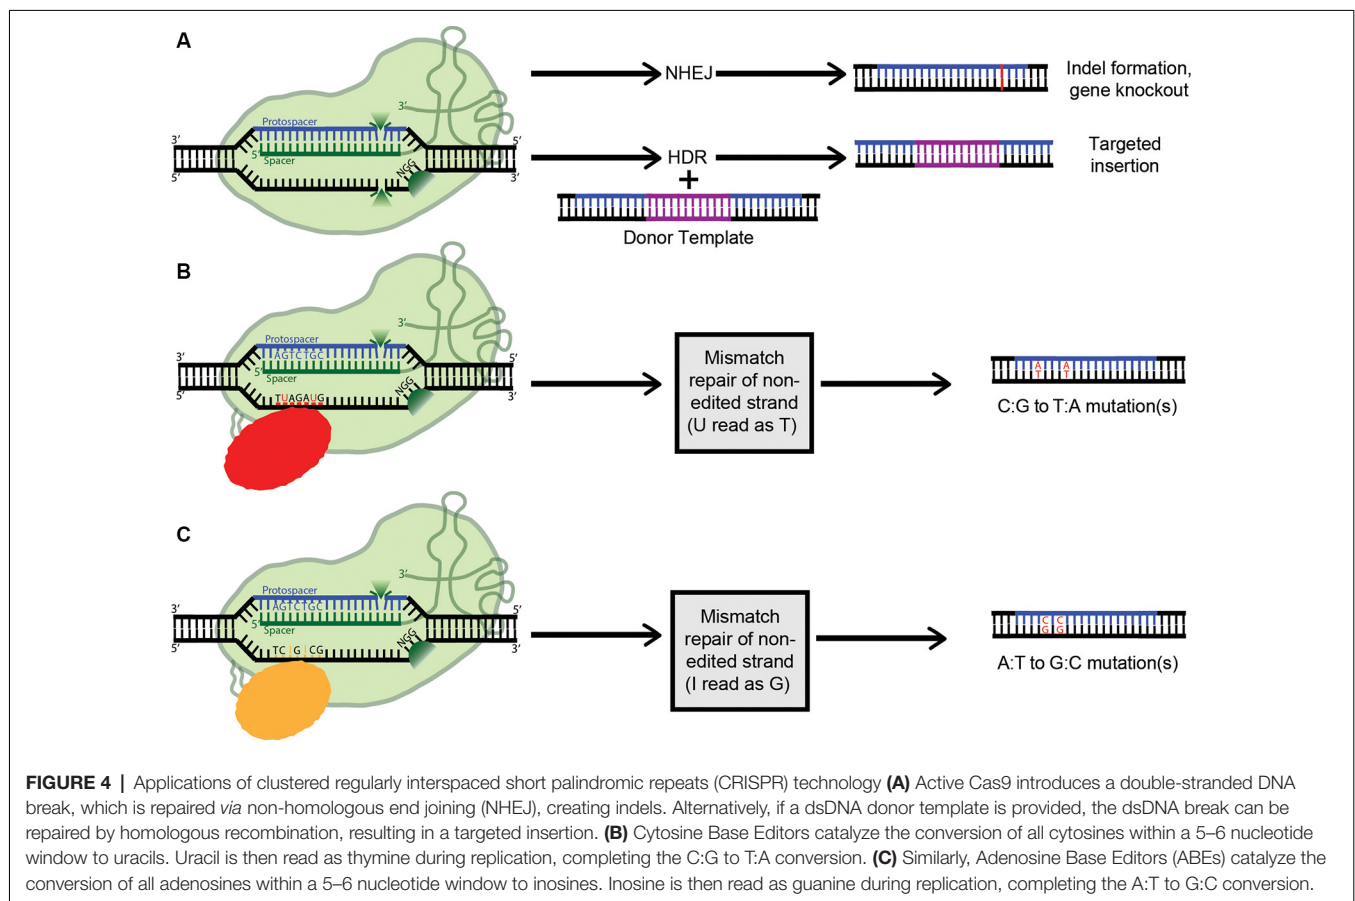 A
3′
Protospacer
3′
5′
5′
Spacer
NGG
5′
3′
NHEJ
Indel formation,
gene knockout
HDR
+
Donor Template
Targeted
insertion
B
3′
Protospacer
3′
5′
AGTCTGC
5′
Spacer
NGG
5′
TUAGAUG
3′
Mismatch
repair of non-
edited strand
(U read as T)
A A
T T
C:G to T:A mutation(s)
C
3′
Protospacer
3′
5′
AGTCTGC
5′
Spacer
NGG
5′
TC I G I CG
3′
Mismatch
repair of non-
edited strand
(I read as G)
C C
G G
A:T to G:C mutation(s)
FIGURE 4 | Applications of clustered regularly interspaced short palindromic repeats (CRISPR) technology (A) Active Cas9 introduces a double-stranded DNA
break, which is repaired via non-homologous end joining (NHEJ), creating indels. Alternatively, if a dsDNA donor template is provided, the dsDNA break can be
repaired by homologous recombination, resulting in a targeted insertion. (B) Cytosine Base Editors catalyze the conversion of all cytosines within a 5–6 nucleotide
window to uracils. Uracil is then read as thymine during replication, completing the C:G to T:A conversion. (C) Similarly, Adenosine Base Editors (ABEs) catalyze the
conversion of all adenosines within a 5–6 nucleotide window to inosines. Inosine is then read as guanine during replication, completing the A:T to G:C conversion.